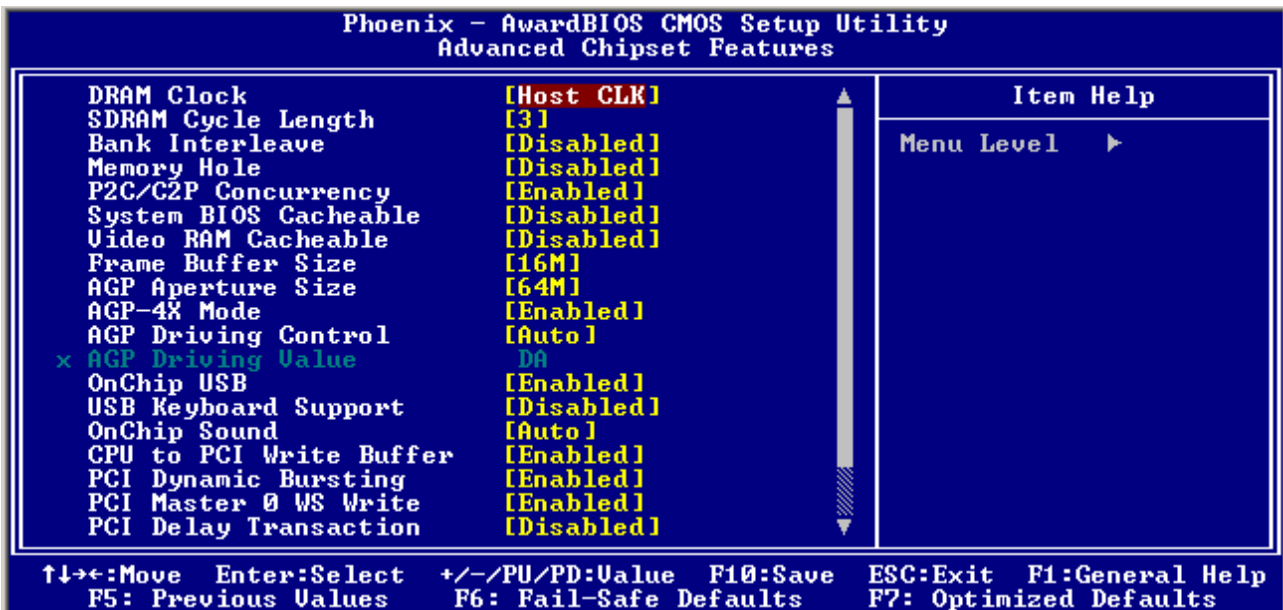 Phoenix - AwardBIOS CMOS Setup Utility
Advanced Chipset Features
DRAM Clock [Host CLK]
SDRAM Cycle Length [3]
Bank Interleave [Disabled]
Memory Hole [Disabled]
P2C/C2P Concurrency [Enabled]
System BIOS Cacheable [Disabled]
Video RAM Cacheable [Disabled]
Frame Buffer Size [16M]
AGP Aperture Size [64M]
AGP-4X Mode [Enabled]
AGP Driving Control [Auto]
x AGP Driving Value DA
OnChip USB [Enabled]
USB Keyboard Support [Disabled]
OnChip Sound [Auto]
CPU to PCI Write Buffer [Enabled]
PCI Dynamic Bursting [Enabled]
PCI Master 0 WS Write [Enabled]
PCI Delay Transaction [Disabled]
Item Help
Menu Level ▶
↑↓→←:Move Enter:Select +/-/PU/PD:Value F10:Save ESC:Exit F1:General Help
F5: Previous Values F6: Fail-Safe Defaults F7: Optimized Defaults